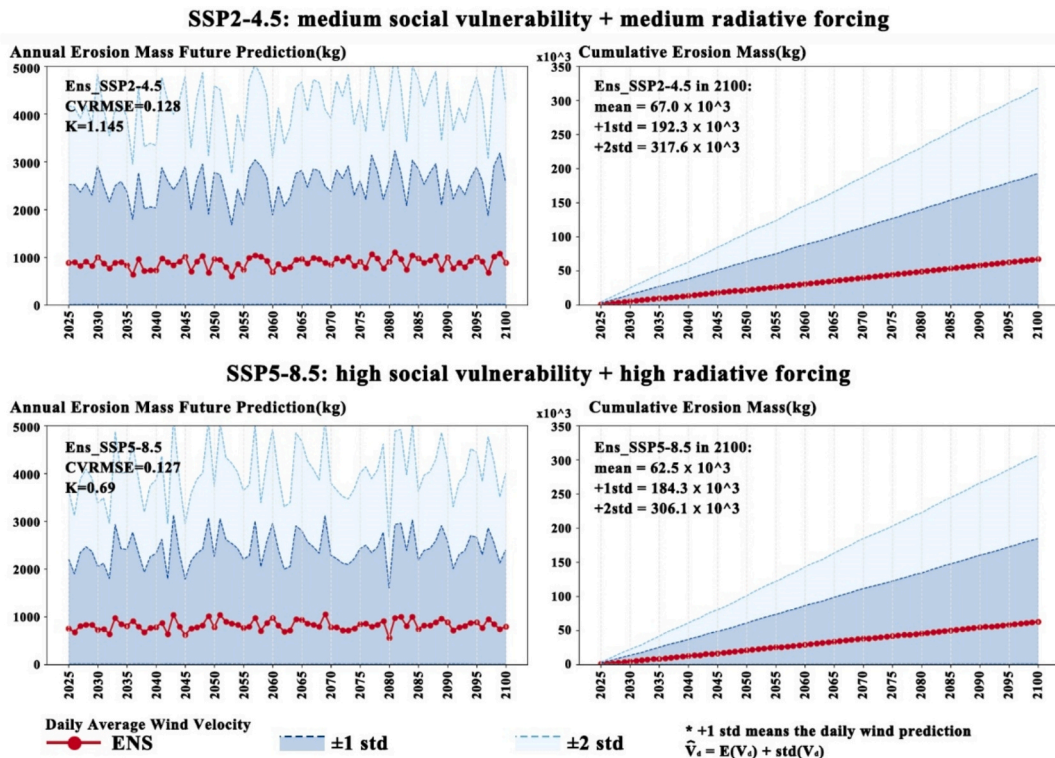 SSP2-4.5: medium social vulnerability + medium radiative forcing
Annual Erosion Mass Future Prediction(kg)
5000
4000
3000
2000
1000
0
Ens_SSP2-4.5
CVRMSE=0.128
K=1.145
2025 2030 2035 2040 2045 2050 2055 2060 2065 2070 2075 2080 2085 2090 2095 2100
x10^3 Cumulative Erosion Mass(kg)
350
300
250
200
150
100
50
0
Ens_SSP2-4.5 in 2100:
mean = 67.0 x 10^3
+1std = 192.3 x 10^3
+2std = 317.6 x 10^3
2025 2030 2035 2040 2045 2050 2055 2060 2065 2070 2075 2080 2085 2090 2095 2100
SSP5-8.5: high social vulnerability + high radiative forcing
Annual Erosion Mass Future Prediction(kg)
5000
4000
3000
2000
1000
0
Ens_SSP5-8.5
CVRMSE=0.127
K=0.69
2025 2030 2035 2040 2045 2050 2055 2060 2065 2070 2075 2080 2085 2090 2095 2100
x10^3 Cumulative Erosion Mass(kg)
350
300
250
200
150
100
50
0
Ens_SSP5-8.5 in 2100:
mean = 62.5 x 10^3
+1std = 184.3 x 10^3
+2std = 306.1 x 10^3
2025 2030 2035 2040 2045 2050 2055 2060 2065 2070 2075 2080 2085 2090 2095 2100
Daily Average Wind Velocity
ENS
±1 std
±2 std
* +1 std means the daily wind prediction
V̂d = E(Vd) + std(Vd)